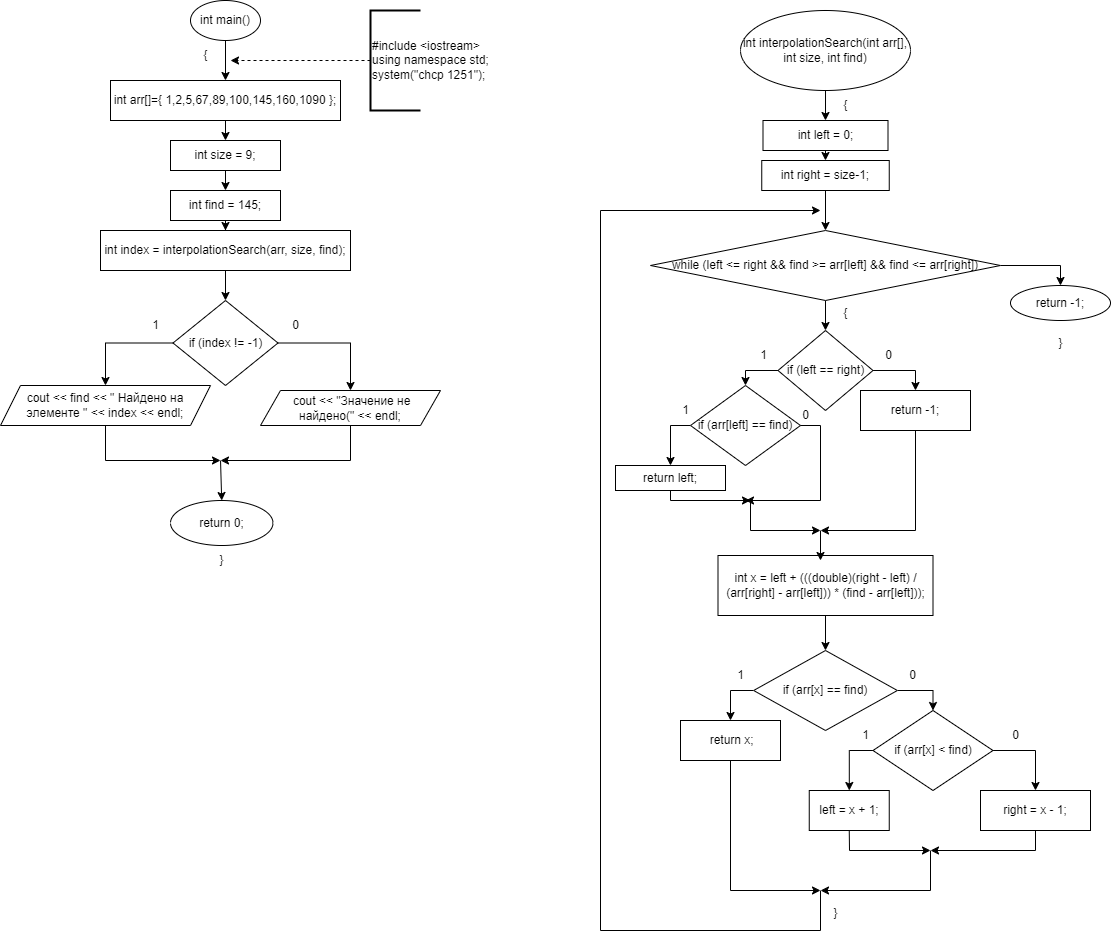 int main()
{
#include <iostream>
using namespace std;
system("chcp 1251");
int arr[]={ 1,2,5,67,89,100,145,160,1090 };
int size = 9;
int find = 145;
int index = interpolationSearch(arr, size, find);
1
0
if (index != -1)
cout << find << " Найдено на
элементе " << index << endl;
cout << "Значение не
найдено(" << endl;
return 0;
}
int interpolationSearch(int arr[],
int size, int find)
{
int left = 0;
int right = size-1;
while (left <= right && find >= arr[left] && find <= arr[right])
return -1;
}
{
1
0
if (left == right)
return -1;
1
0
if (arr[left] == find)
return left;
int x = left + (((double)(right - left) /
(arr[right] - arr[left])) * (find - arr[left]));
1
0
if (arr[x] == find)
return x;
1
0
if (arr[x] < find)
left = x + 1;
right = x - 1;
}